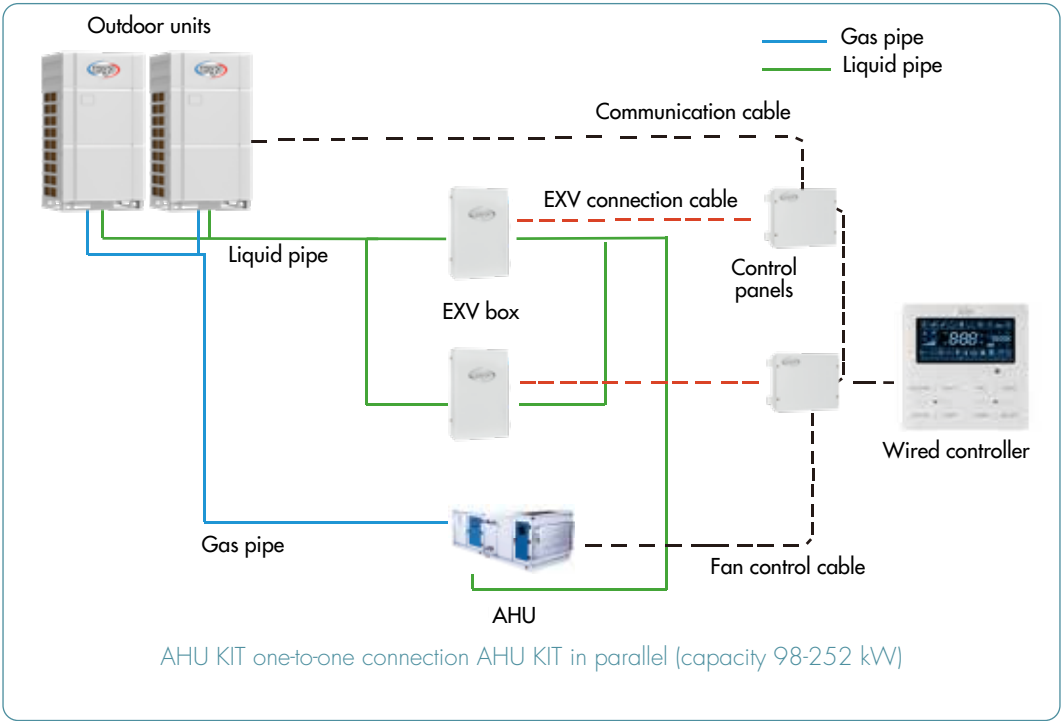 Outdoor units
Gas pipe
Liquid pipe
Communication cable
EXV connection cable
Liquid pipe
Control
panels
EXV box
888
Wired controller
Gas pipe
Fan control cable
AHU
AHU KIT one-to-one connection AHU KIT in parallel (capacity 98-252 kW)